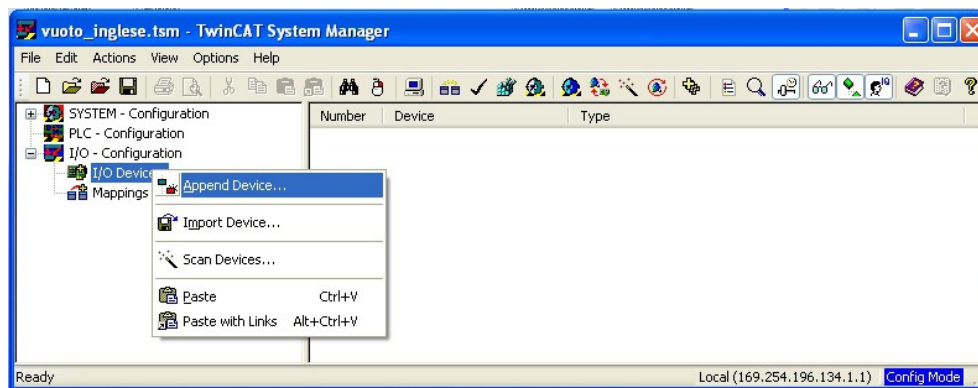 vuoto_inglese.tsm - TwinCAT System Manager
File Edit Actions View Options Help
SYSTEM - Configuration
PLC - Configuration
I/O - Configuration
I/O Device
Mappings
Number Device Type
Append Device...
Import Device...
Scan Devices...
Paste Ctrl+V
Paste with Links Alt+Ctrl+V
Ready Local (169.254.196.134.1.1) Config Mode